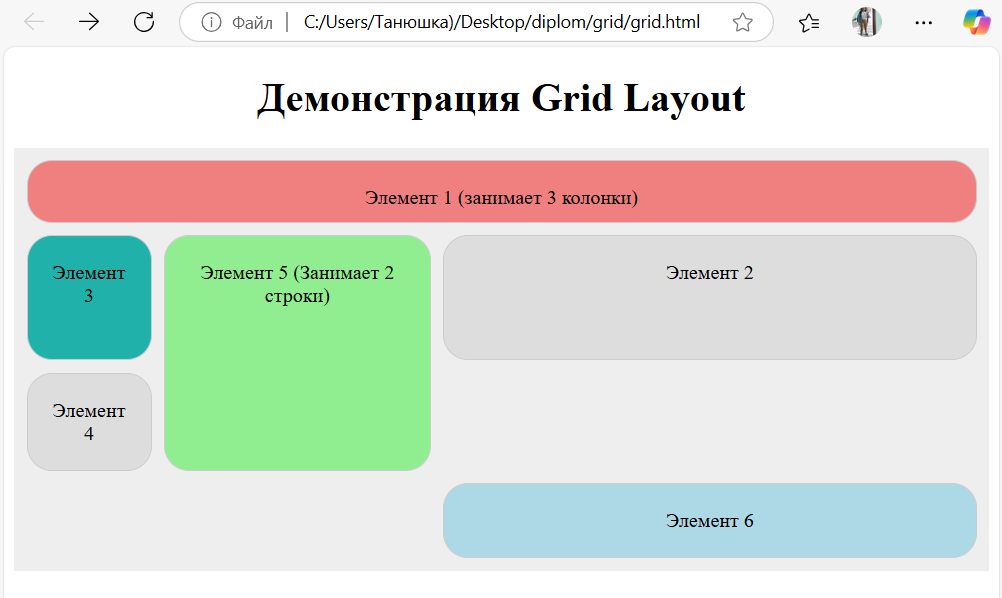 Файл C:/Users/Танюшка)/Desktop/diplom/grid/grid.html
Демонстрация Grid Layout
Элемент 1 (занимает 3 колонки)
Элемент
3
Элемент 5 (Занимает 2
строки)
Элемент 2
Элемент
4
Элемент 6